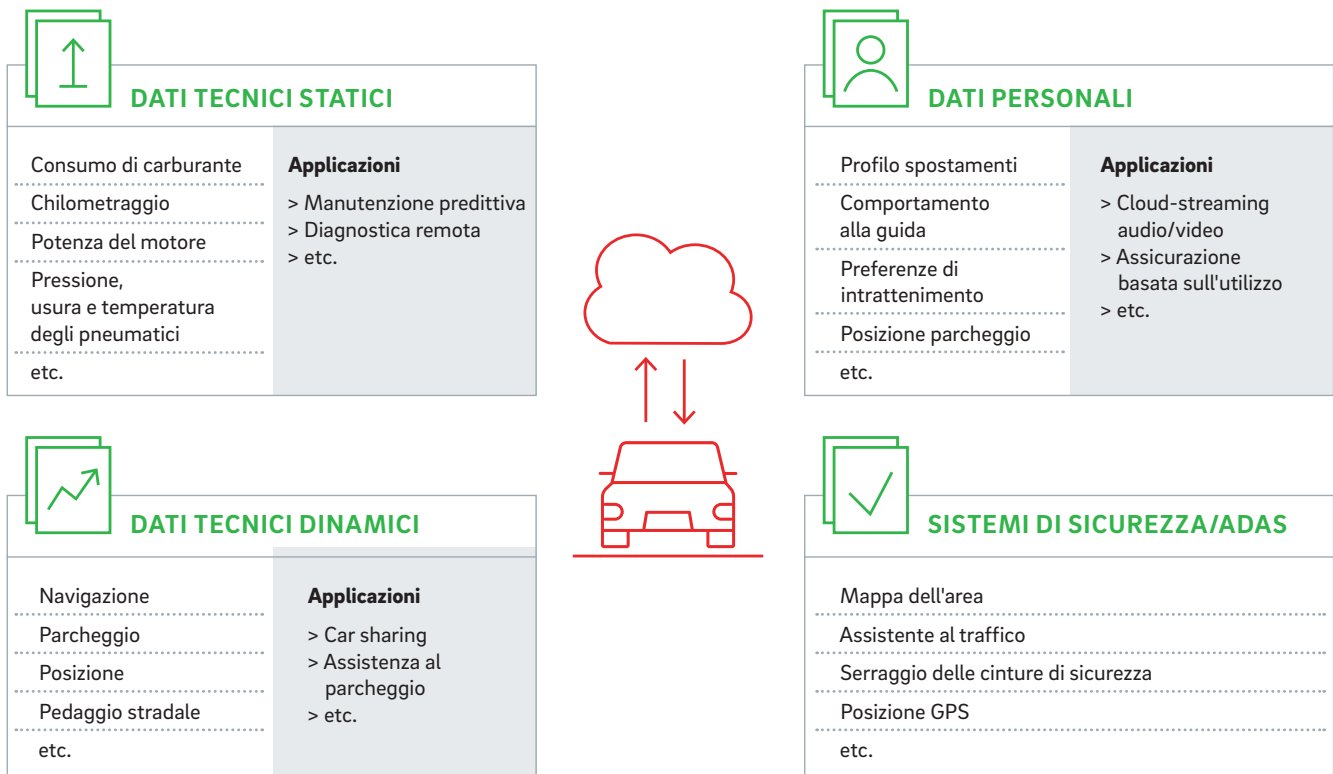 DATI TECNICI STATICI
Consumo di carburante
Chilometraggio
Potenza del motore
Pressione,
usura e temperatura
degli pneumatici
etc.
Applicazioni
> Manutenzione predittiva
> Diagnostica remota
> etc.
DATI PERSONALI
Profilo spostamenti
Comportamento
alla guida
Preferenze di
intrattenimento
Posizione parcheggio
etc.
Applicazioni
> Cloud-streaming
audio/video
> Assicurazione
basata sull'utilizzo
> etc.
DATI TECNICI DINAMICI
Navigazione
Parcheggio
Posizione
Pedaggio stradale
etc.
Applicazioni
> Car sharing
> Assistenza al
parcheggio
> etc.
SISTEMI DI SICUREZZA/ADAS
Mappa dell'area
Assistente al traffico
Serraggio delle cinture di sicurezza
Posizione GPS
etc.